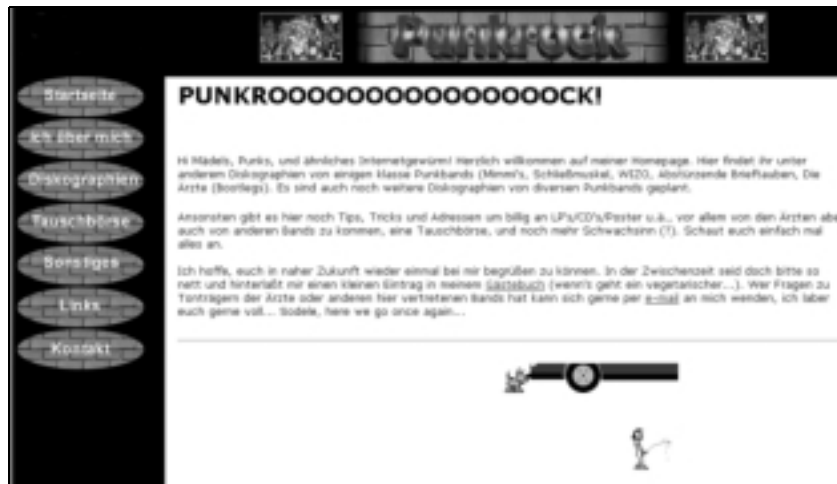 Punkrock
Startseite
Ich über mich
Diskographien
Tauschbörse
Sonstiges
Links
Kontakt
PUNKROOOOOOOOOOOOOOOCK!
Hi Mädels, Punks, und ähnliches Internetgewürm! Herzlich willkommen auf meiner Homepage. Hier findet ihr unter
anderem Diskographien von einigen klasse Punkbands (Mimmi's, Schließmuskel, WIZO, Abstürzende Brieftauben, Die
Ärzte (Bootlegs). Es sind auch noch weitere Diskographien von diversen Punkbands geplant.
Ansonsten gibt es hier noch Tips, Tricks und Adressen um billig an LP's/CD's/Poster u.ä., vor allem von den Ärzten abe
auch von anderen Bands zu kommen, eine Tauschbörse, und noch mehr Schwachsinn (?). Schaut euch einfach mal
alles an.
Ich hoffe, euch in naher Zukunft wieder einmal bei mir begrüßen zu können. In der Zwischenzeit seid doch bitte so
nett und hinterlaßt mir einen kleinen Eintrag in meinem Gästebuch (wenn's geht ein vegetarischer...). Wer Fragen zu
Tonträgern der Ärzte oder anderen hier vertretenen Bands hat kann sich gerne per e-mail an mich wenden, ich laber
euch gerne voll... Sodele, here we go once again...